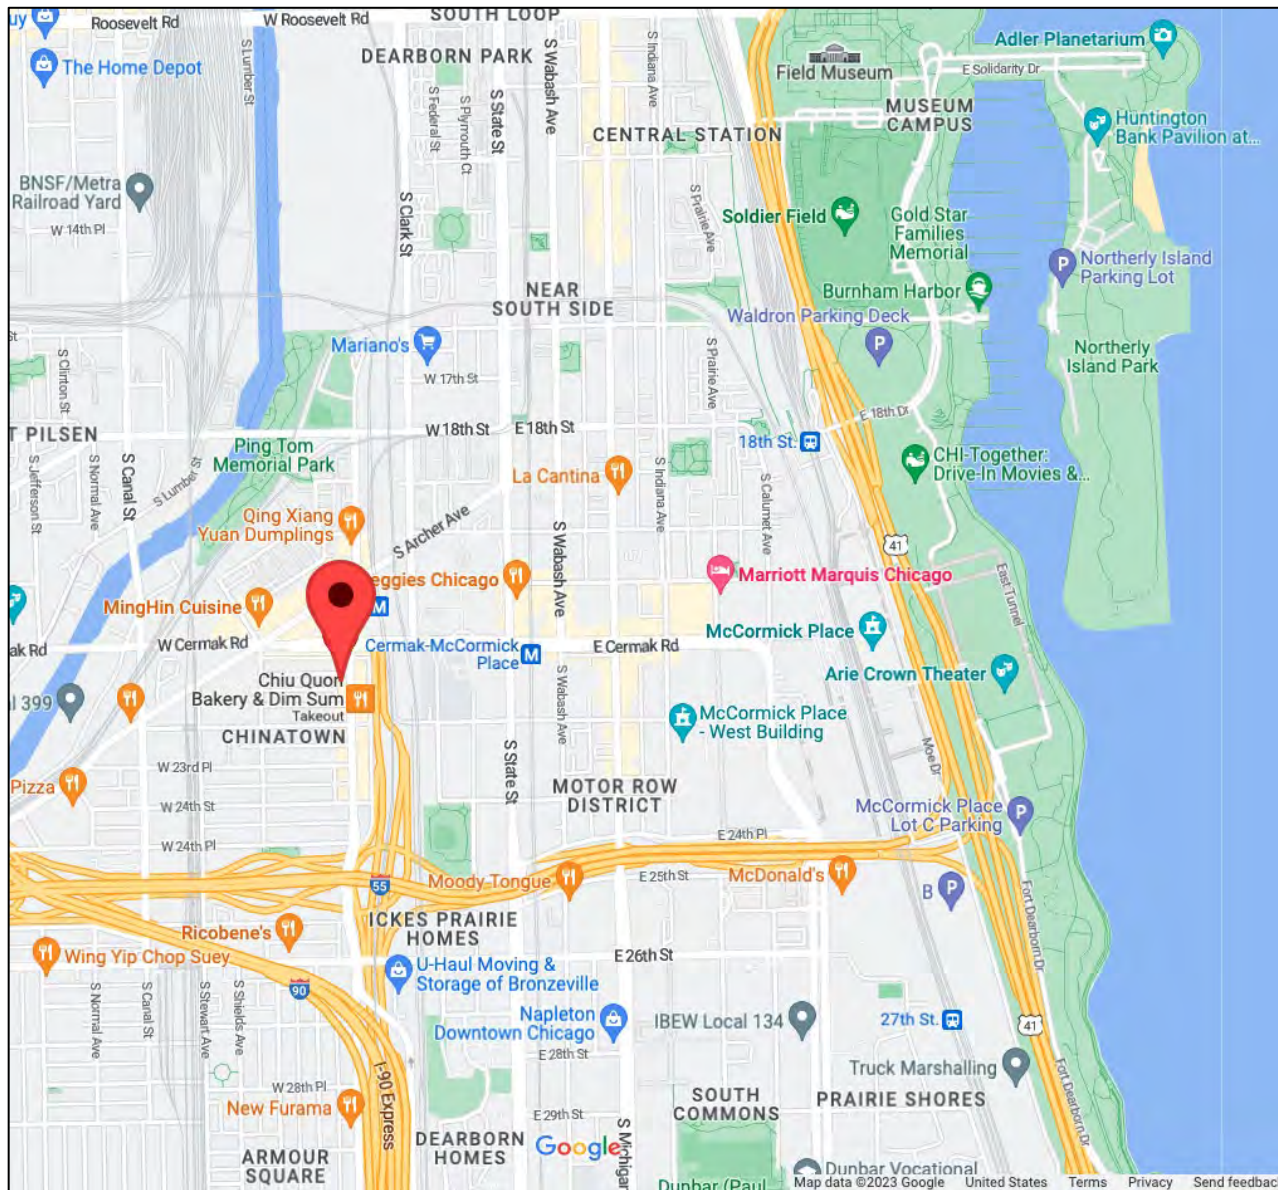 uy
Roosevelt Rd
W Roosevelt Rd
SOUTH LOOP
The Home Depot
S Lumber St
DEARBORN PARK
S Wabash Ave
S Indiana Ave
Adler Planetarium
Field Museum
E Solidarity Dr
MUSEUM
CAMPUS
Huntington
Bank Pavilion at...
S Federal St
S Plymouth Ct
S State St
CENTRAL STATION
BNSF/Metra
Railroad Yard
W 14th Pl
S Clark St
S Prairie Ave
Soldier Field
Gold Star
Families
Memorial
Northerly Island
Parking Lot
NEAR
SOUTH SIDE
Burnham Harbor
Waldron Parking Deck
Northerly
Island Park
st
Mariano's
W 17th St
S Clinton St
S Prairie Ave
E 18th Dr
T PILSEN
W 18th St
E 18th St
18th St.
Ping Tom
Memorial Park
S Jefferson St
S Normal Ave
S Canal St
S Lumber St
La Cantina
S Indiana Ave
S Calumet Ave
CHI-Together:
Drive-In Movies &...
Qing Xiang
Yuan Dumplings
S Archer Ave
S Wabash Ave
41
eggies Chicago
Marriott Marquis Chicago
East Tunnel
MingHin Cuisine
M
McCormick Place
ak Rd
W Cermak Rd
Cermak-McCormick
Place
M
E Cermak Rd
Arie Crown Theater
Chiu Quon
Bakery & Dim Sum
Takeout
al 399
S Wabash Ave
McCormick Place
- West Building
CHINATOWN
S State St
Moe Dr
W 23rd Pl
Pizza
MOTOR ROW
DISTRICT
W 24th St
McCormick Place
Lot C Parking
W 24th Pl
E 24th Pl
55
Moody Tongue
E 25th St
McDonald's
B
Fort Dearborn Dr
ICKES PRAIRIE
HOMES
Ricobene's
Wing Yip Chop Suey
E 26th St
U-Haul Moving &
Storage of Bronzeville
90
S Normal Ave
S Canal St
S Stewart Ave
S Shields Ave
Napleton
Downtown Chicago
IBEW Local 134
27th St.
41
E 28th St
Truck Marshalling
I-90 Express
W 28th Pl
New Furama
SOUTH
COMMONS
PRAIRIE SHORES
Fort Dearborn Dr
E 29th St
S Michigan
DEARBORN
HOMES
Google
ARMOUR
SQUARE
Dunbar (Paul
Dunbar Vocational
Map data ©2023 Google
United States
Terms
Privacy
Send feedbac